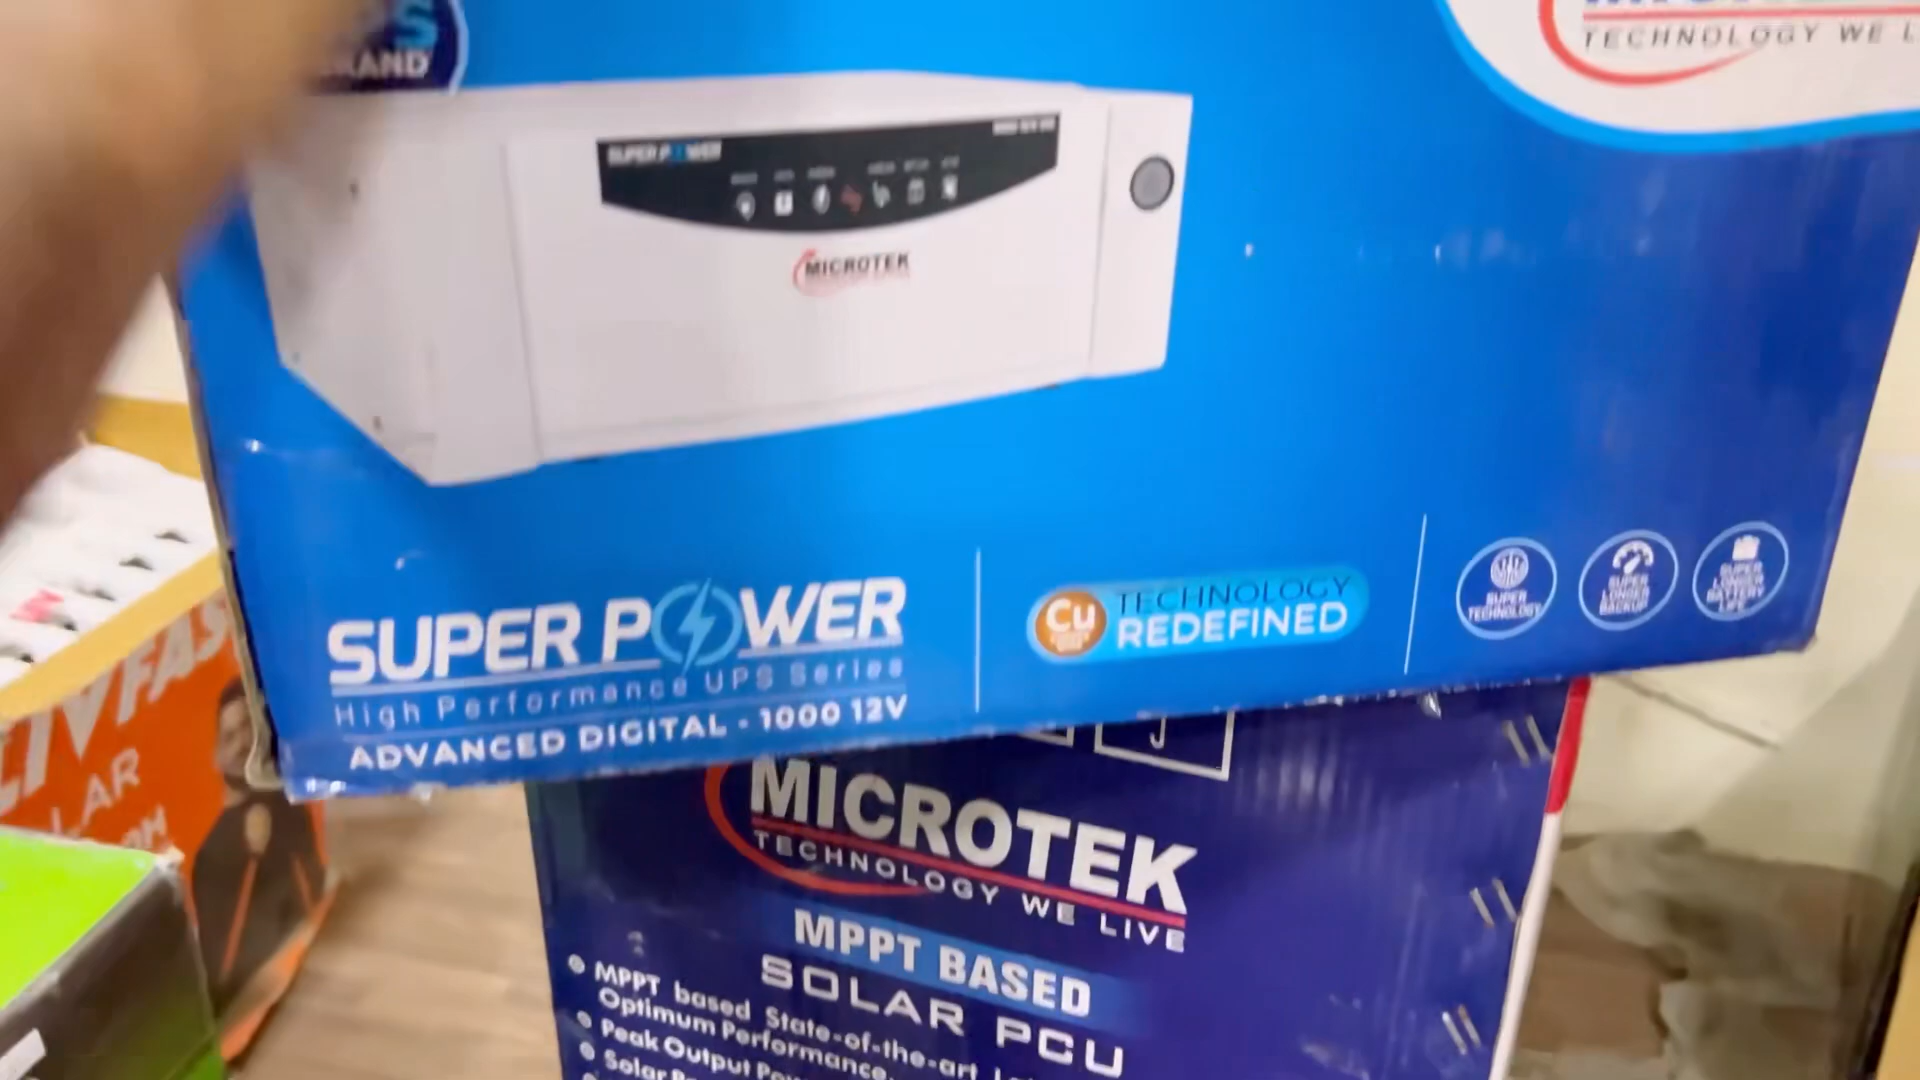 RAND
TECHNOLOGY WE L
SUPER POWER
MICROTEK
SUPER POWER
High Performance UPS Series
ADVANCED DIGITAL - 1000 12V
Cu
TECHNOLOGY
REDEFINED
SUPER
TECHNOLOGY
SUPER
LONGER
BACKUP
SUPER
LONGER
BATTERY
LIFE
MICROTEK
TECHNOLOGY WE LIVE
MPPT BASED
SOLAR PCU
MPPT based State-of-the-art
Optimum Performance.
Peak Output
Solar